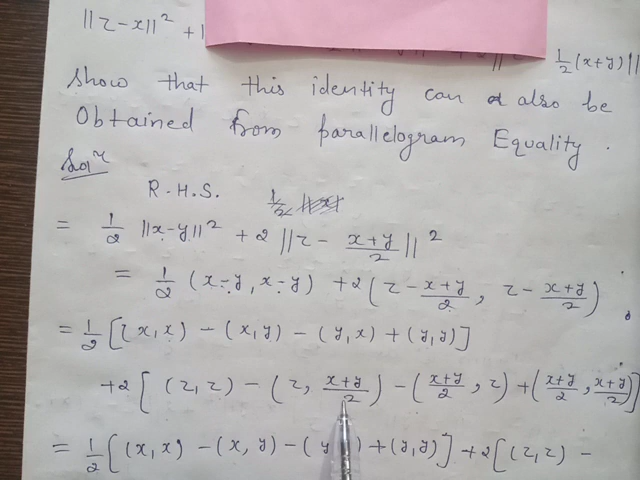 ||z-x||² +
½(x+y)||
Show that this identity can also be
Obtained from parallelogram Equality.
Solⁿ
R.H.S.
= 1/2 ||x-y||² + 2 ||z - (x+y)/2||²
= 1/2 (x-y, x-y) + 2(z - (x+y)/2, z - (x+y)/2)
= 1/2 [(x,x) - (x,y) - (y,x) + (y,y)]
+2 [ (z,z) - (z, (x+y)/2) - ((x+y)/2, z) + ((x+y)/2, (x+y)/2)]
= 1/2 [(x,x) - (x,y) - (y ) + (y,y)] + 2[(z,z) -